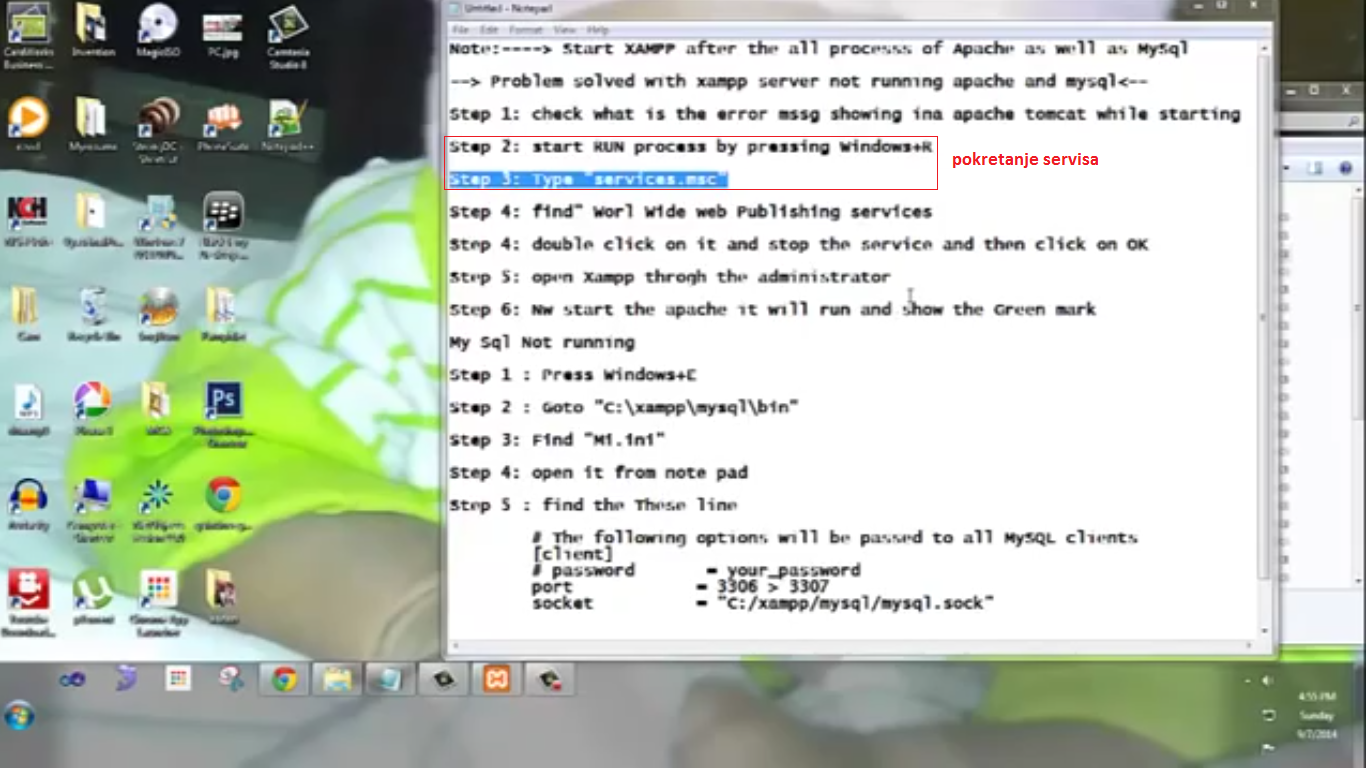 Untitled - Notepad
File Edit Format View Help
Note:----> Start XAMPP after the all processs of Apache as well as MySql
--> Problem solved with xampp server not running apache and mysql<--
Step 1: check what is the error mssg showing ina apache tomcat while starting
Step 2: start RUN process by pressing Windows+R
pokretanje servisa
Step 3: Type "services.msc"
Step 4: find" Worl Wide web Publishing services
Step 4: double click on it and stop the service and then click on OK
Step 5: open Xampp throgh the administrator
Step 6: Nw start the apache it will run and show the Green mark
My Sql Not running
Step 1 : Press Windows+E
Step 2 : Goto "C:\xampp\mysql\bin"
Step 3: Find "Mi.ini"
Step 4: open it from note pad
Step 5 : find the These line
# The following options will be passed to all MySQL clients
[client]
# password = your_password
port = 3306 > 3307
socket = "C:/xampp/mysql/mysql.sock"
CardWorks
Business ...
Invention
MagicISO
PC.jpg
Camtasia
Studio 8
Notepad++
Recycle Bin
Ps
4:55 PM
Sunday
9/7/2014